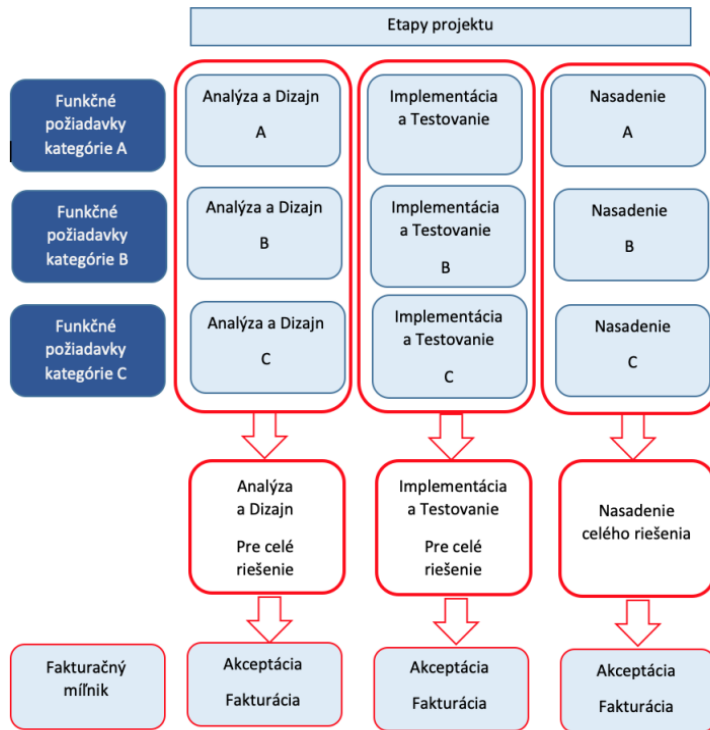 Etapy projektu
Funkčné
požiadavky
kategórie A
Analýza a Dizajn
A
Implementácia
a Testovanie
Nasadenie
A
Funkčné
požiadavky
kategórie B
Analýza a Dizajn
B
Implementácia
a Testovanie
B
Nasadenie
B
Funkčné
požiadavky
kategórie C
Analýza a Dizajn
C
Implementácia
a Testovanie
C
Nasadenie
C
Analýza
a Dizajn
Pre celé
riešenie
Implementácia
a Testovanie
Pre celé
riešenie
Nasadenie
celého riešenia
Fakturačný
míľnik
Akceptácia
Fakturácia
Akceptácia
Fakturácia
Akceptácia
Fakturácia